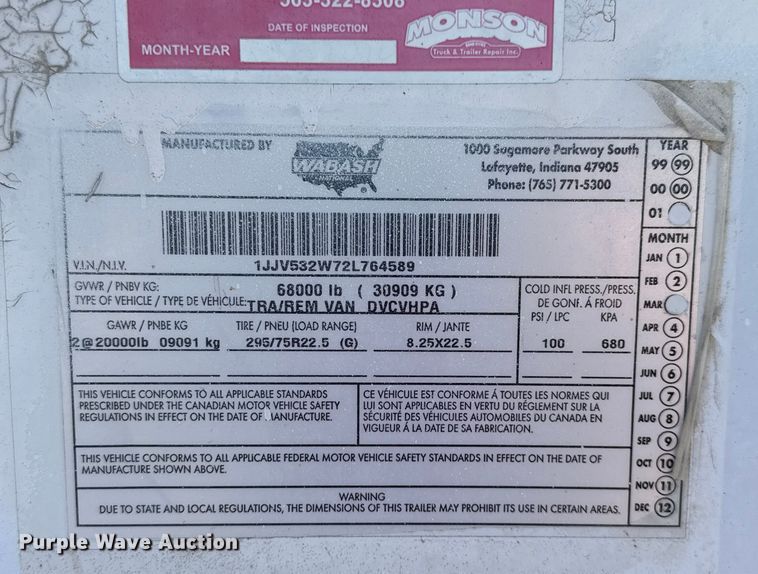 DATE OF INSPECTION
MONTH-YEAR
MONSON
Truck & Trailer Repair Inc.
MANUFACTURED BY
WABASH
NATIONAL
1000 Sagamore Parkway South
Lafayette, Indiana 47905
Phone: (765) 771-5300
YEAR
99 99
00 00
01
V.I.N./N.I.V.
1JJV532W72L764589
GVWR / PNBV KG:
68000 lb ( 30909 KG )
TYPE OF VEHICLE / TYPE DE VÉHICULE:
TRA/REM VAN DVCVHPA
COLD INFL PRESS./PRESS.
DE GONF. Á FROID
PSI / LPC KPA
GAWR / PNBE KG TIRE / PNEU (LOAD RANGE) RIM / JANTE
2@20000lb 09091 kg 295/75R22.5 (G) 8.25X22.5 100 680
MONTH
JAN 1
FEB 2
MAR
APR 4
MAY 5
JUN 6
JUL 7
AUG 8
SEP 9
OCT 10
NOV 11
DEC 12
THIS VEHICLE CONFORMS TO ALL APPLICABLE STANDARDS
PRESCRIBED UNDER THE CANADIAN MOTOR VEHICLE SAFETY
REGULATIONS IN EFFECT ON THE DATE OF MANUFACTURE.
CE VÉHICULE EST CONFORME Á TOUTES LES NORMES QUI
LUI SONT APPLICABLES EN VERTU DU RÉGLEMENT SUR LA
SÉCURITÉ DES VÉHICULES AUTOMOBILES DU CANADA EN
VIGUEUR Á LA DATE DE SA FABRICATION.
THIS VEHICLE CONFORMS TO ALL APPLICABLE FEDERAL MOTOR VEHICLE SAFETY STANDARDS IN EFFECT ON THE DATE OF
MANUFACTURE SHOWN ABOVE.
WARNING
DUE TO STATE AND LOCAL REGULATIONS, THE DIMENSIONS OF THIS TRAILER MAY PROHIBIT ITS USE IN CERTAIN AREAS.
Purple Wave Auction